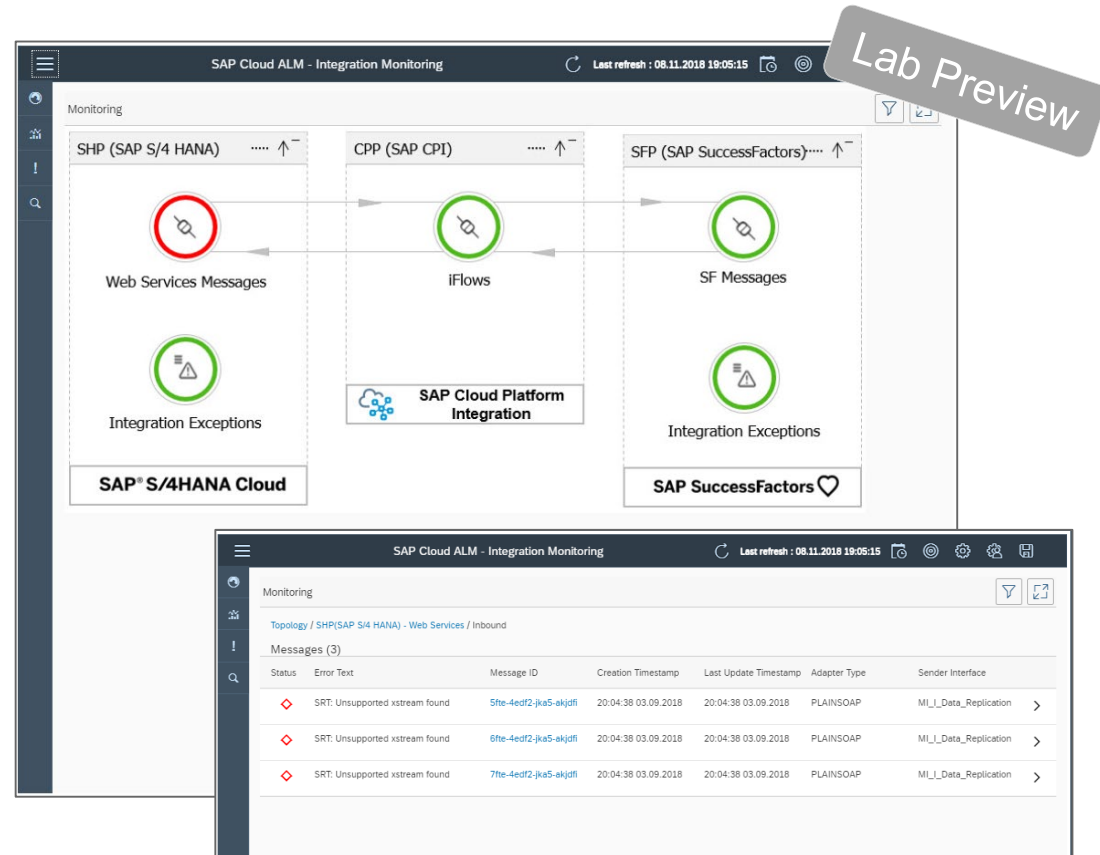 Lab Preview
SAP Cloud ALM - Integration Monitoring
Last refresh : 08.11.2018 19:05:15
Monitoring
SHP (SAP S/4 HANA)
CPP (SAP CPI)
SFP (SAP SuccessFactors)
Web Services Messages
iFlows
SF Messages
Integration Exceptions
SAP Cloud Platform
Integration
Integration Exceptions
SAP® S/4HANA Cloud
SAP SuccessFactors
SAP Cloud ALM - Integration Monitoring
Last refresh : 08.11.2018 19:05:15
Monitoring
Topology / SHP(SAP S/4 HANA) - Web Services / Inbound
Messages (3)
Status Error Text Message ID Creation Timestamp Last Update Timestamp Adapter Type Sender Interface
SRT: Unsupported xstream found 5fte-4edf2-jka5-akjdfi 20:04:38 03.09.2018 20:04:38 03.09.2018 PLAINSOAP MI_I_Data_Replication
SRT: Unsupported xstream found 6fte-4edf2-jka5-akjdfi 20:04:38 03.09.2018 20:04:38 03.09.2018 PLAINSOAP MI_I_Data_Replication
SRT: Unsupported xstream found 7fte-4edf2-jka5-akjdfi 20:04:38 03.09.2018 20:04:38 03.09.2018 PLAINSOAP MI_I_Data_Replication